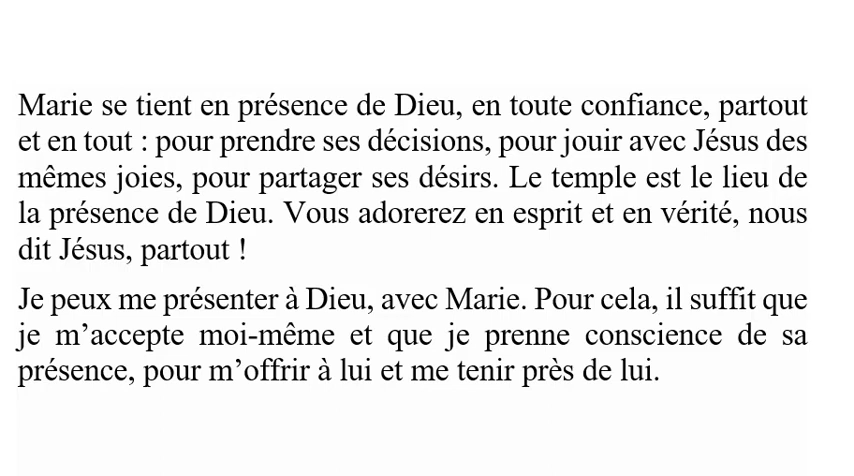 Marie se tient en présence de Dieu, en toute confiance, partout
et en tout : pour prendre ses décisions, pour jouir avec Jésus des
mêmes joies, pour partager ses désirs. Le temple est le lieu de
la présence de Dieu. Vous adorerez en esprit et en vérité, nous
dit Jésus, partout !
Je peux me présenter à Dieu, avec Marie. Pour cela, il suffit que
je m’accepte moi-même et que je prenne conscience de sa
présence, pour m’offrir à lui et me tenir près de lui.